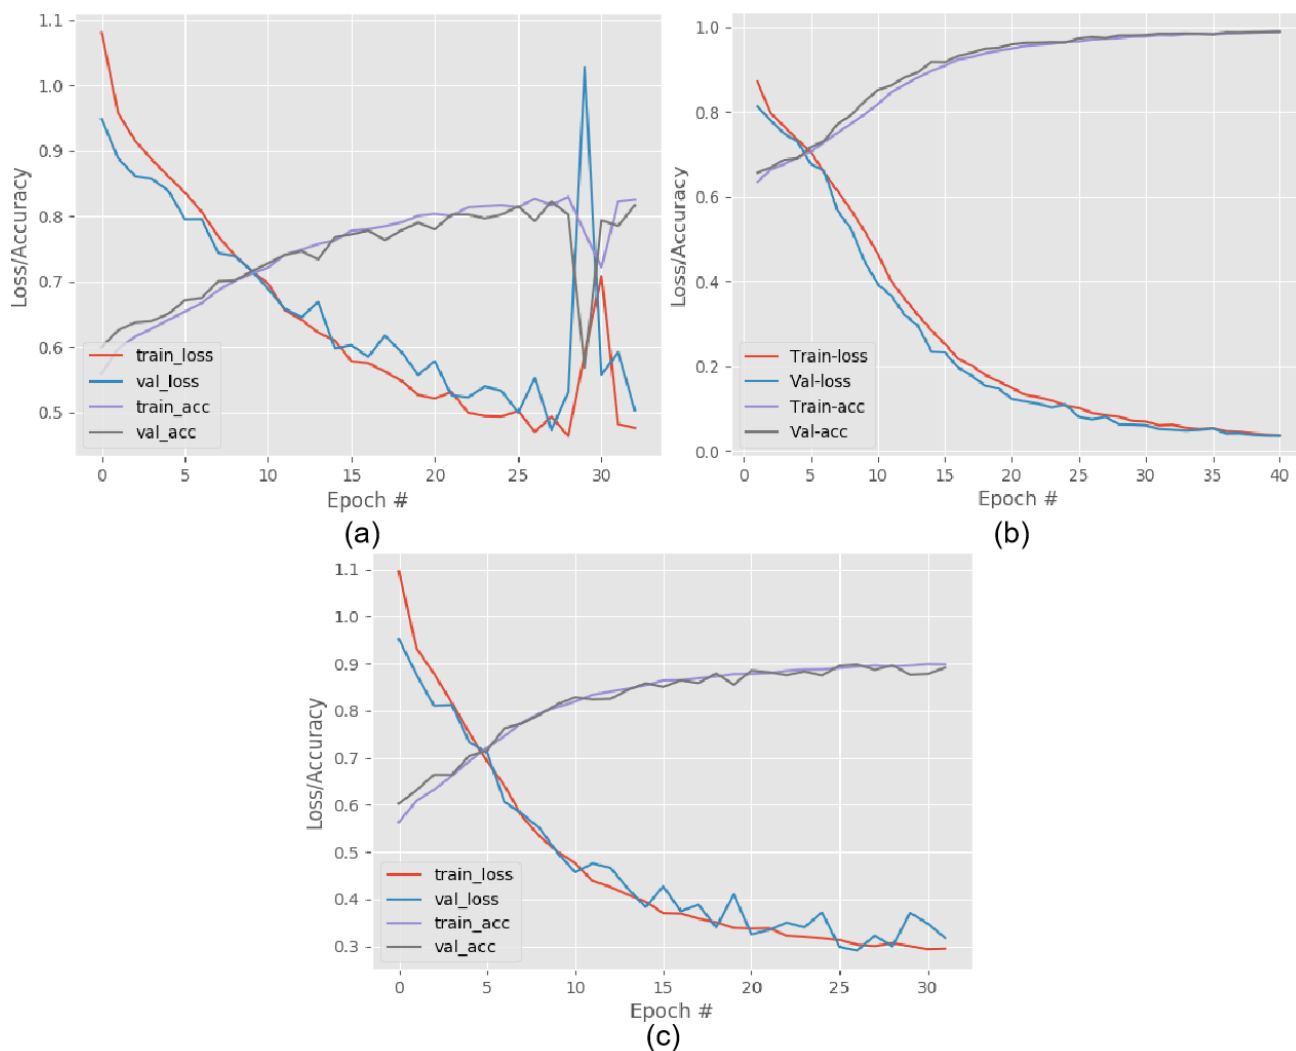 1.1
1.0
0.9
0.8
0.7
0.6
0.5
Loss/Accuracy
train_loss
val_loss
train_acc
val_acc
0 5 10 15 20 25 30
Epoch #
(a)
1.0
0.8
0.6
0.4
0.2
0.0
Loss/Accuracy
Train-loss
Val-loss
Train-acc
Val-acc
0 5 10 15 20 25 30 35 40
Epoch #
(b)
1.1
1.0
0.9
0.8
0.7
0.6
0.5
0.4
0.3
Loss/Accuracy
train_loss
val_loss
train_acc
val_acc
0 5 10 15 20 25 30
Epoch #
(c)